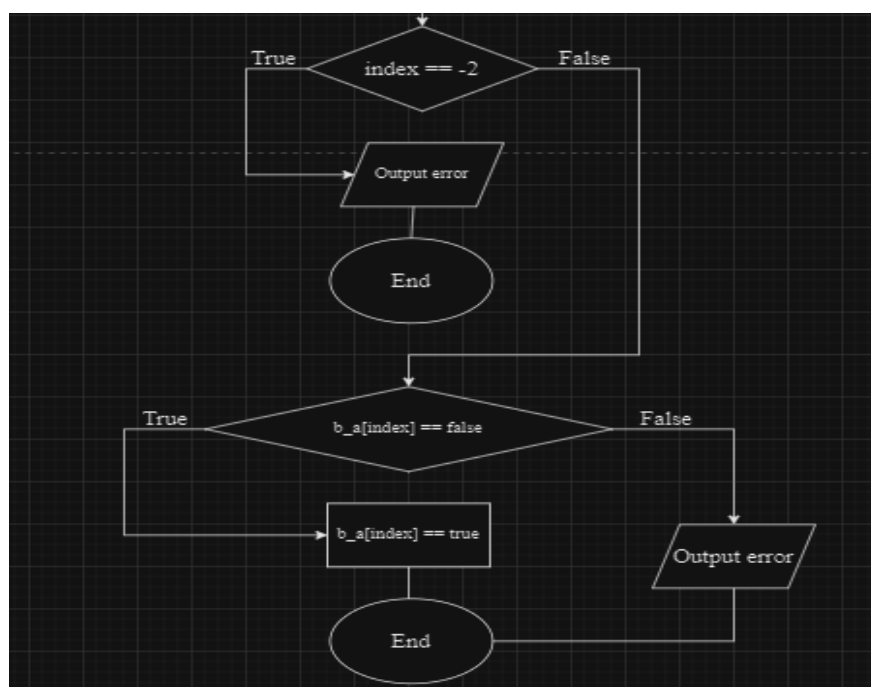 True
False
index == -2
Output error
End
True
False
b_a[index] == false
b_a[index] == true
Output error
End